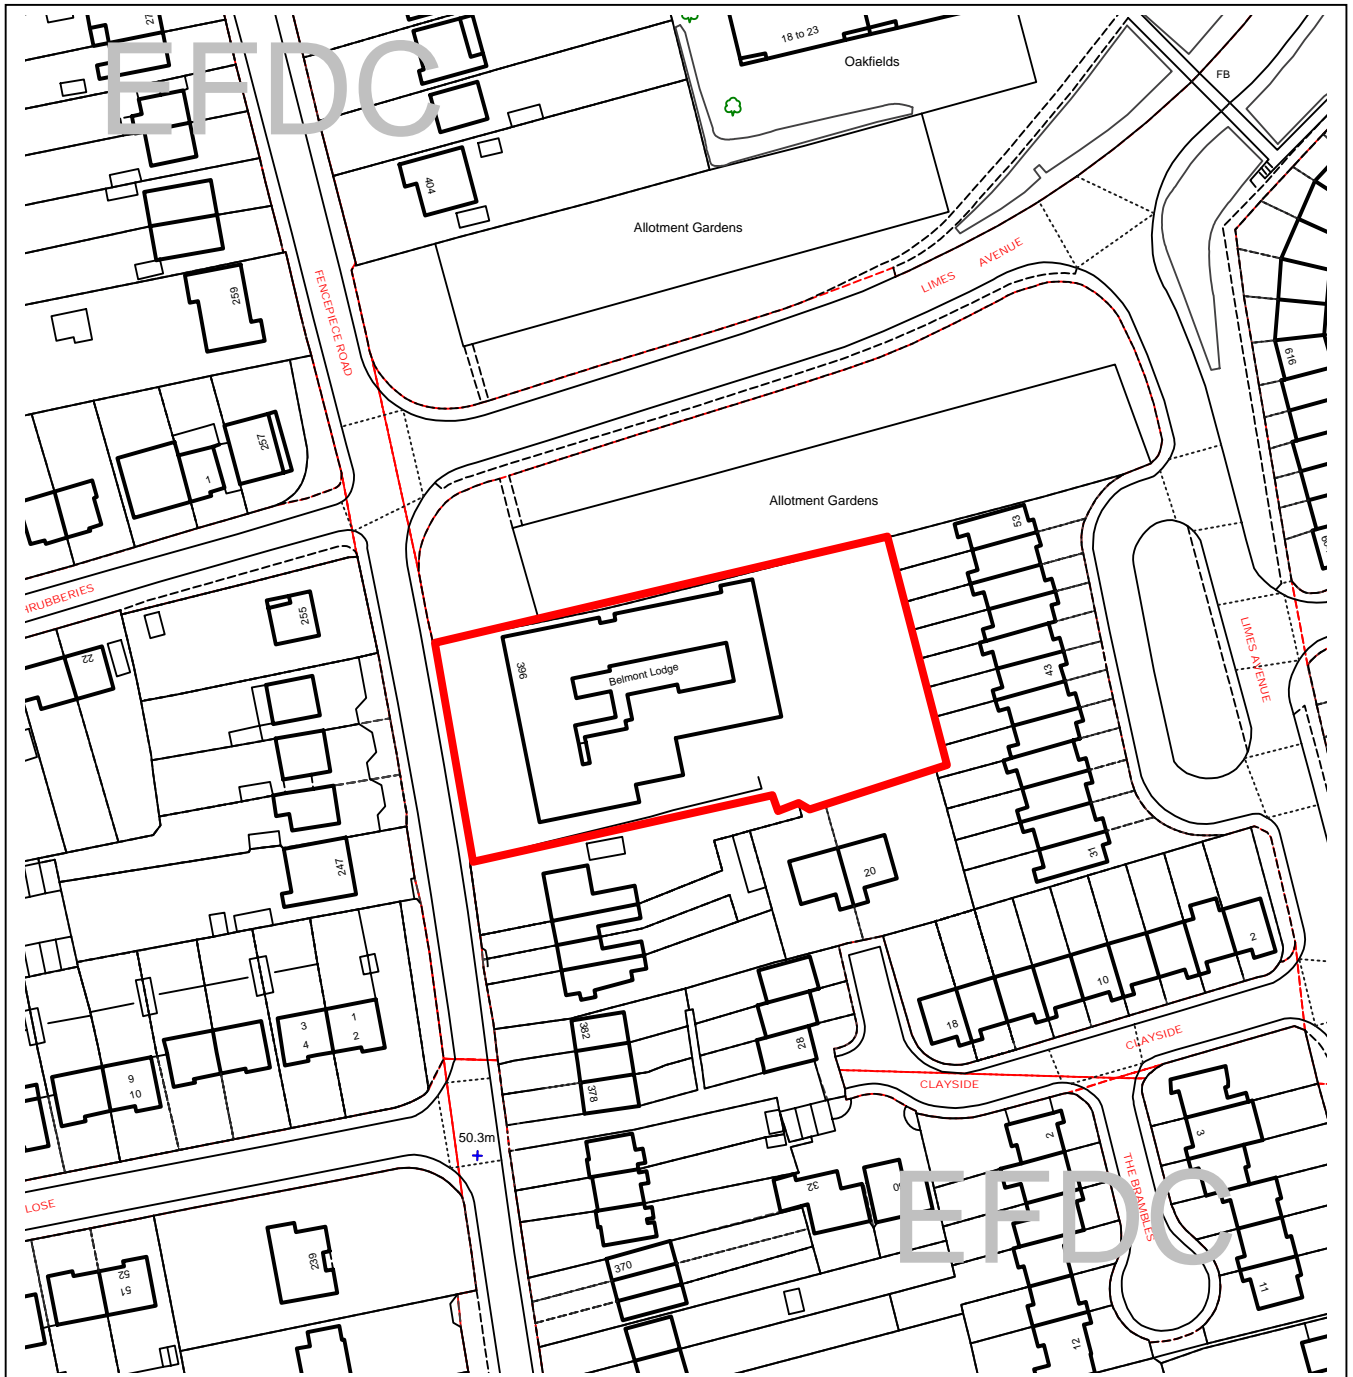 27
EFDC
18 to 23
Oakfields
FB
404
Allotment Gardens
LIMES AVENUE
259
FENCEPIECE ROAD
616
257
1
Allotment Gardens
53
HRUBBERIES
255
22
396
Belmont Lodge
43
LIMES AVENUE
247
20
31
2
10
18
3
1
4
2
382
28
CLAYSIDE
CLAYSIDE
378
9
10
50.3m
2
3
THE BRAMBLES
32
EFDC
LOSE
239
370
52
51
11
12